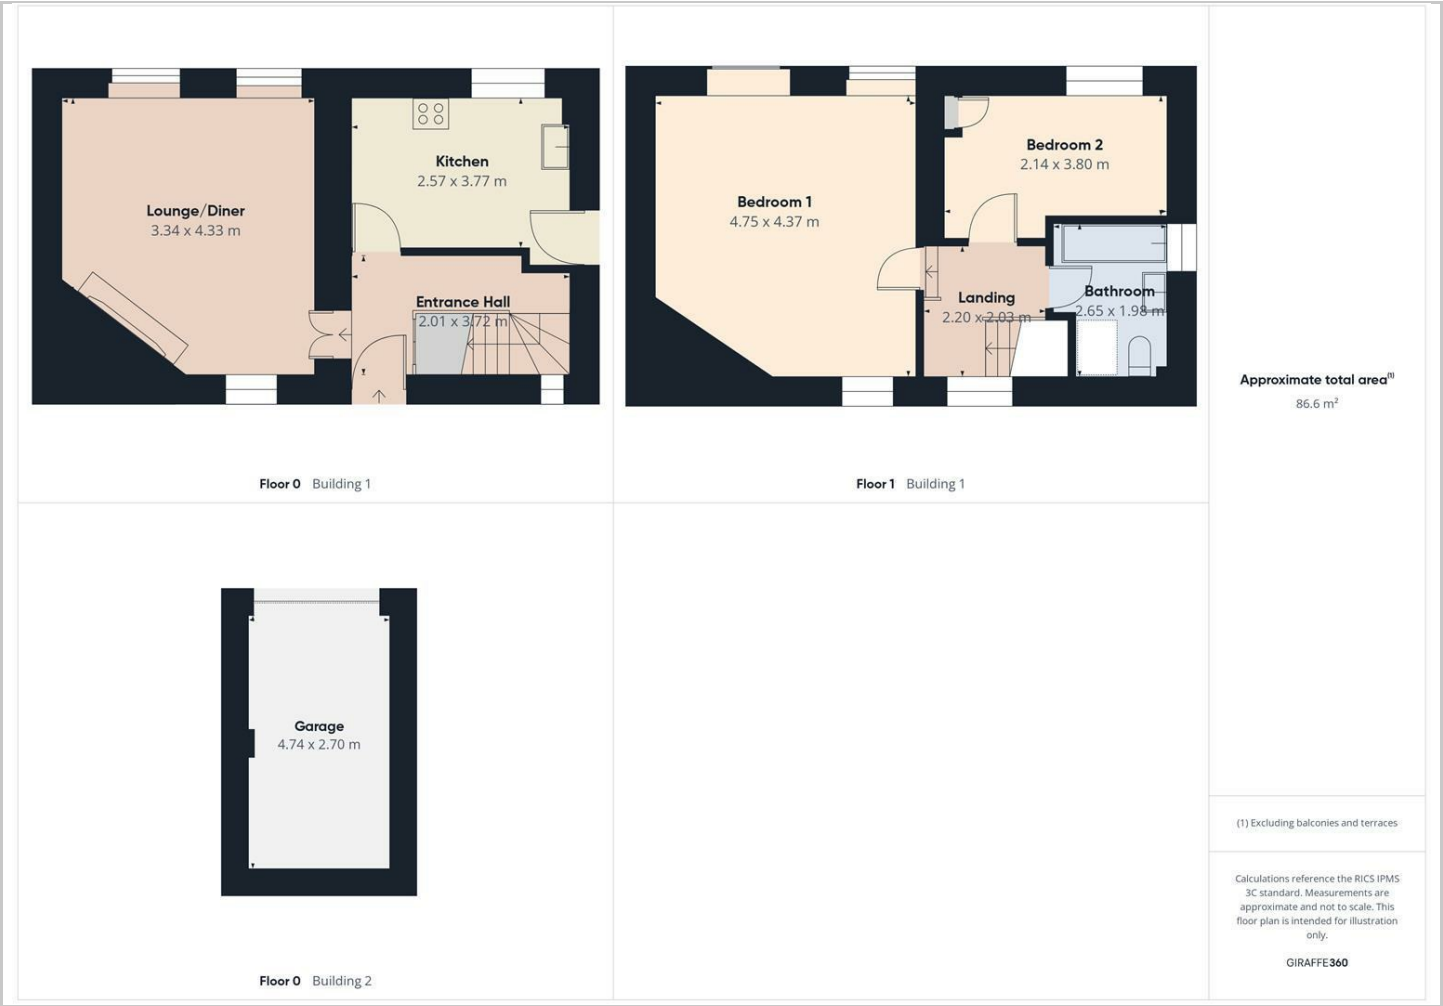 Lounge/Diner
3.34 x 4.33 m
Kitchen
2.57 x 3.77 m
Entrance Hall
2.01 x 3.72 m
Floor 0 Building 1
Bedroom 1
4.75 x 4.37 m
Bedroom 2
2.14 x 3.80 m
Landing
2.20 x 2.03 m
Bathroom
2.65 x 1.98 m
Floor 1 Building 1
Garage
4.74 x 2.70 m
Floor 0 Building 2
Approximate total area(1)
86.6 m²
(1) Excluding balconies and terraces
Calculations reference the RICS IPMS
3C standard. Measurements are
approximate and not to scale. This
floor plan is intended for illustration
only.
GIRAFFE360